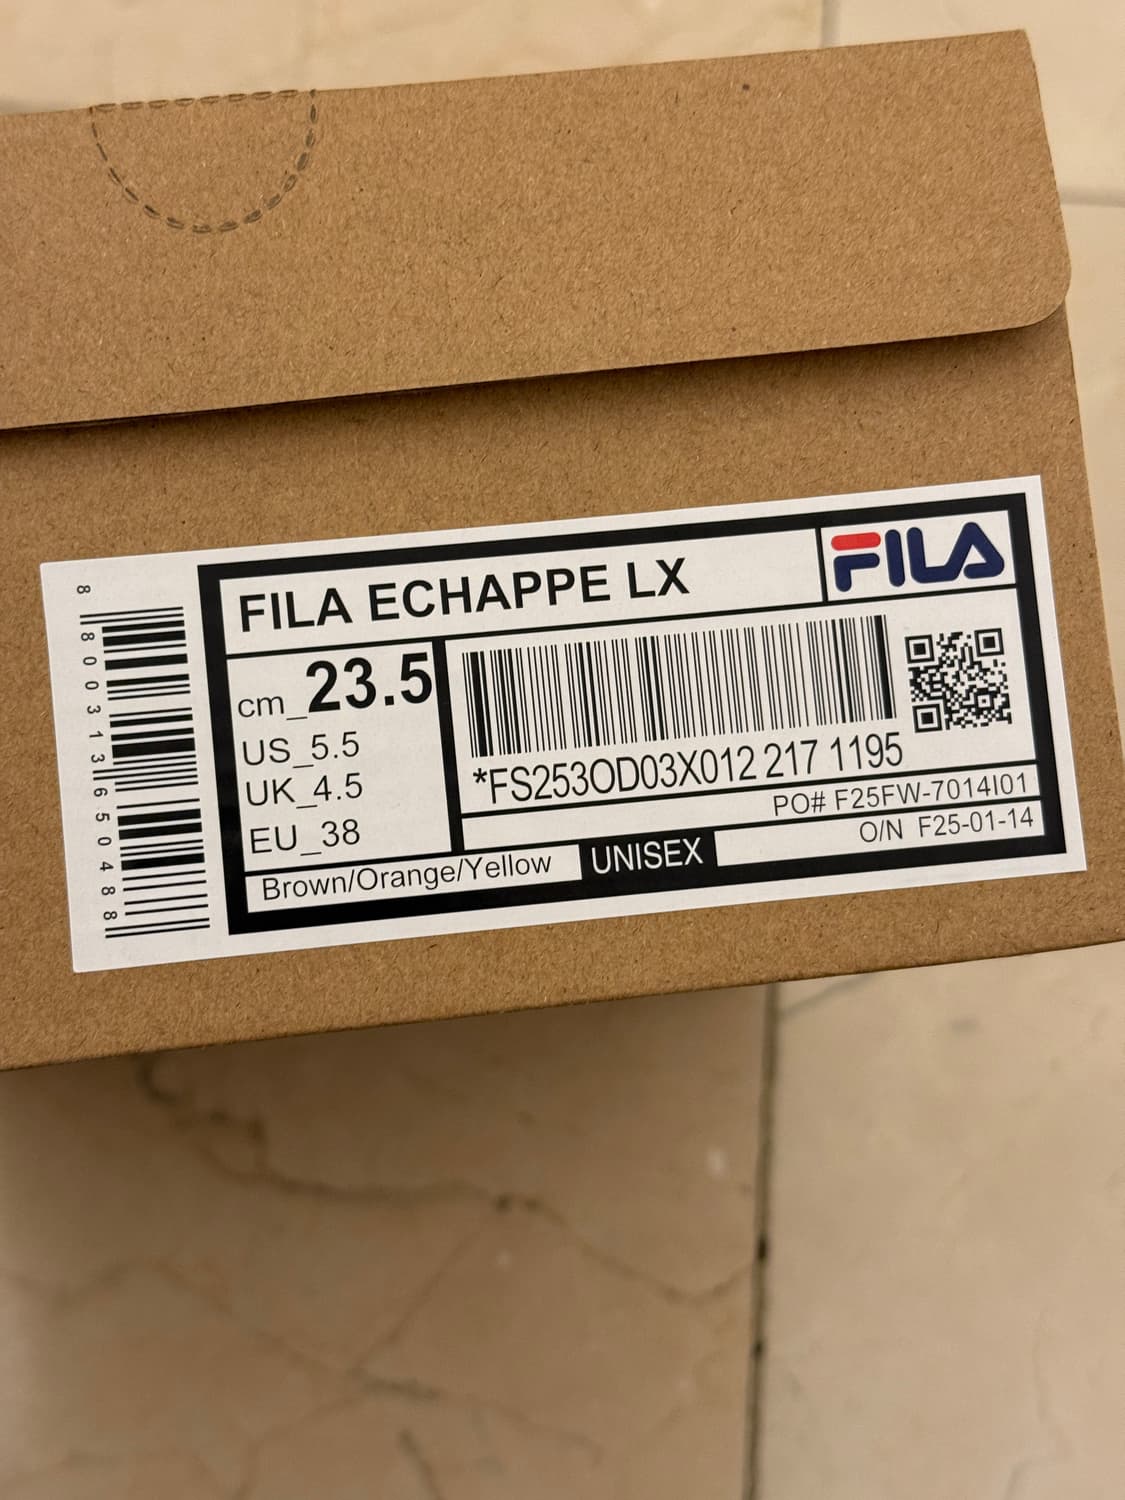 FILA ECHAPPE LX
FILA
cm_23.5
US_5.5
UK_4.5
EU_38
*FS253OD03X012 217 1195
PO# F25FW-7014I01
O/N F25-01-14
Brown/Orange/Yellow
UNISEX
8 800313 650488